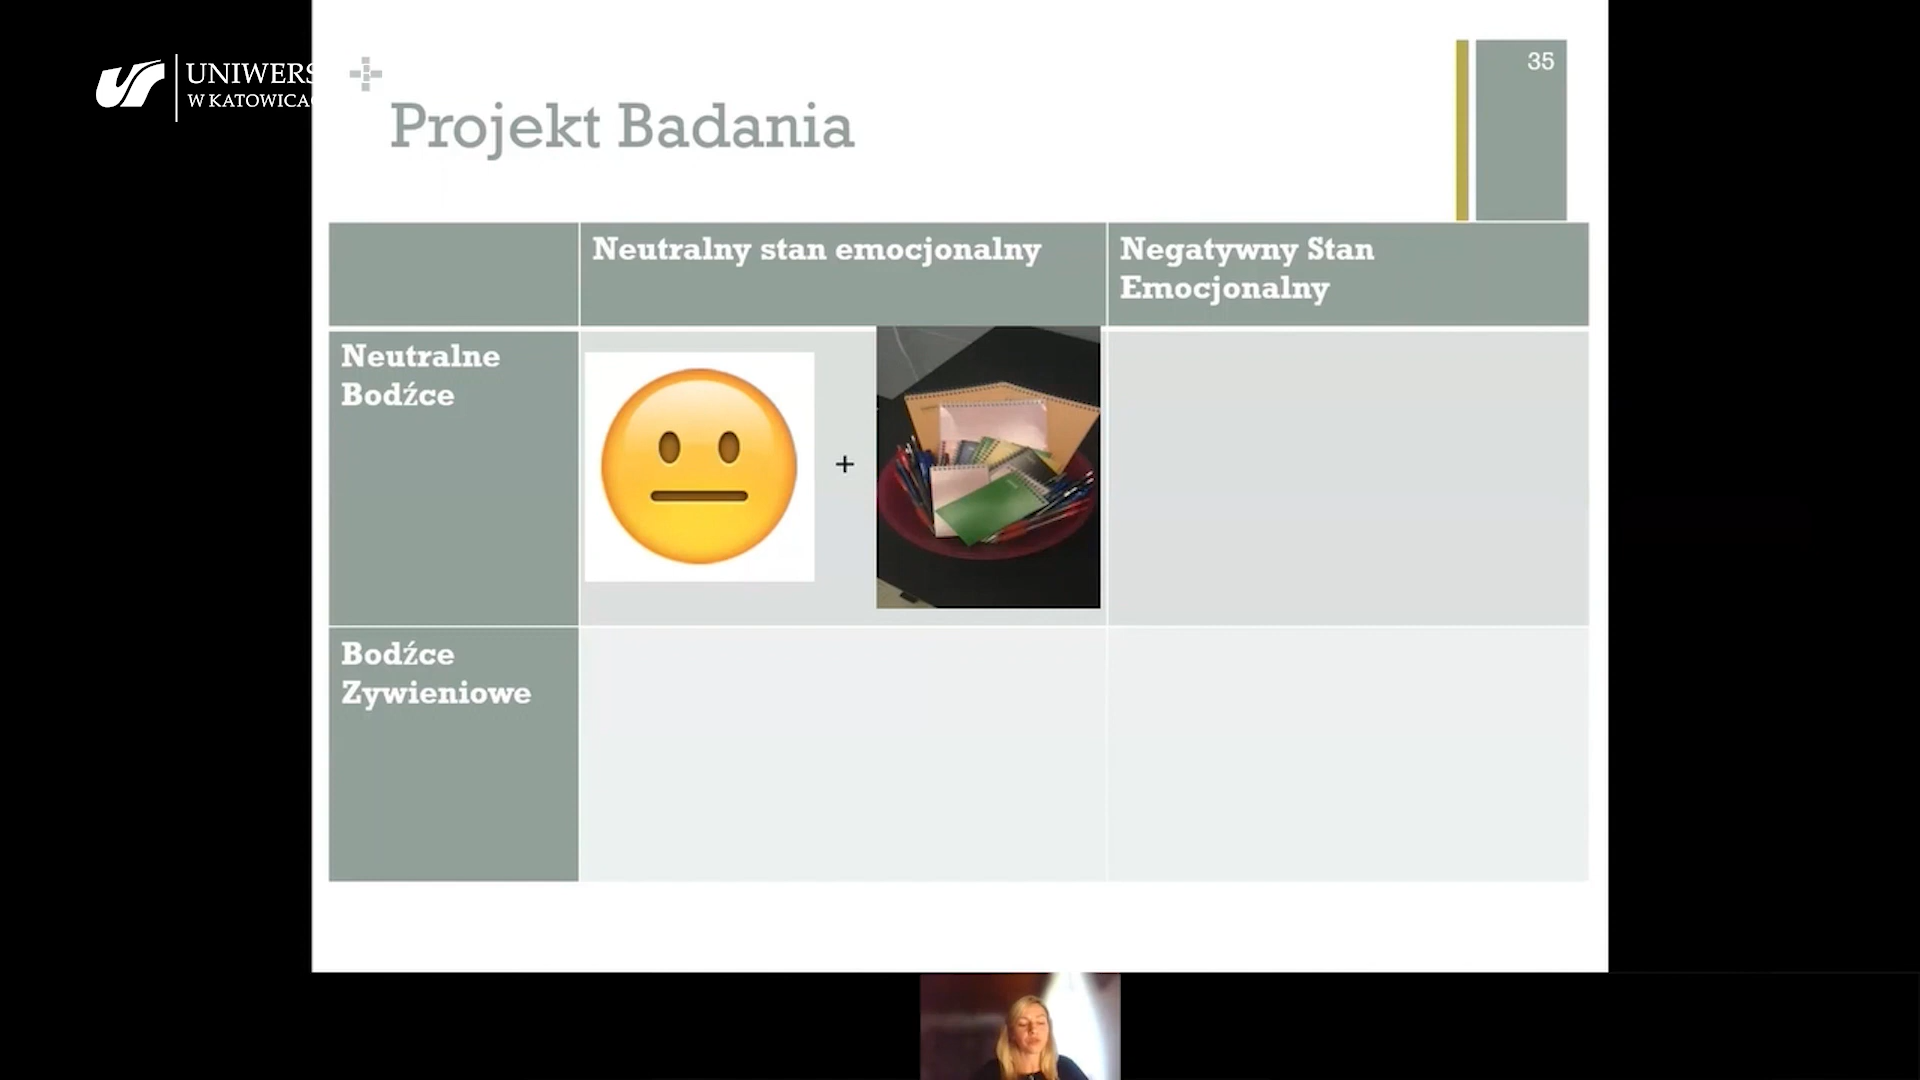 UNIWERS
W KATOWICA
35
Projekt Badania
Neutralny stan emocjonalny
Negatywny Stan
Emocjonalny
Neutralne
Bodźce
+
Bodźce
Zywieniowe